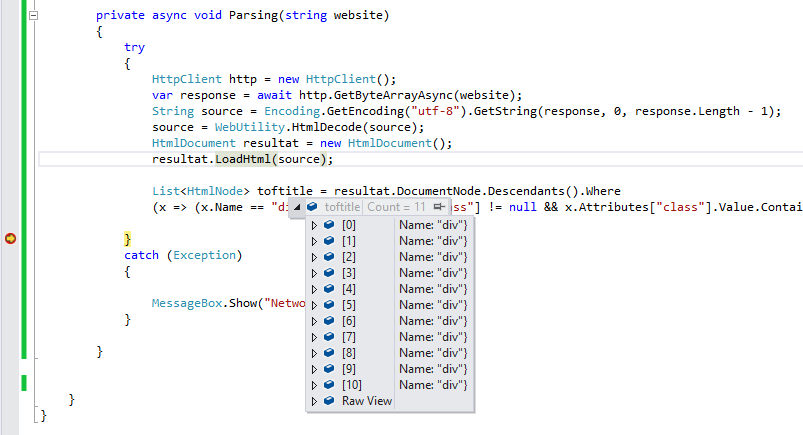 private async void Parsing(string website)
{
try
{
HttpClient http = new HttpClient();
var response = await http.GetByteArrayAsync(website);
String source = Encoding.GetEncoding("utf-8").GetString(response, 0, response.Length - 1);
source = WebUtility.HtmlDecode(source);
HtmlDocument resultat = new HtmlDocument();
resultat.LoadHtml(source);
List<HtmlNode> toftitle = resultat.DocumentNode.Descendants().Where
(x => (x.Name == "di toftitle Count = 11 ss"] != null && x.Attributes["class"].Value.Contai
[0] Name: "div"}
[1] Name: "div"}
} [2] Name: "div"}
catch (Exception) [3] Name: "div"}
{ [4] Name: "div"}
[5] Name: "div"}
MessageBox.Show("Netwo [6] Name: "div"}
} [7] Name: "div"}
[8] Name: "div"}
} [9] Name: "div"}
[10] Name: "div"}
} Raw View
}